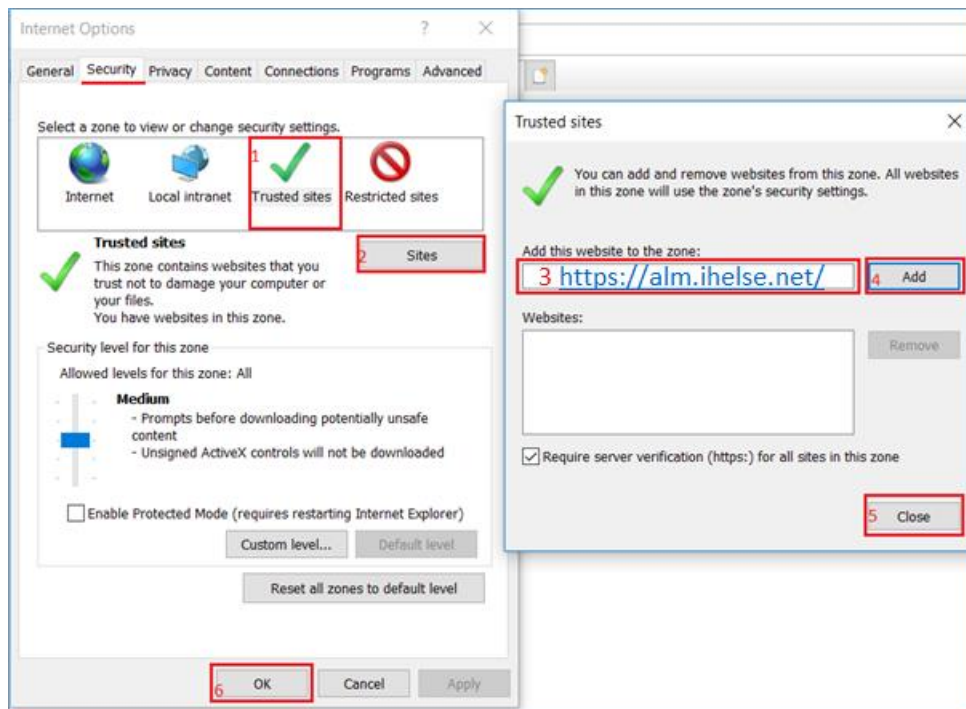 Internet Options
?
General Security Privacy Content Connections Programs Advanced
Select a zone to view or change security settings.
1
Internet Local intranet Trusted sites Restricted sites
Trusted sites
2 Sites
This zone contains websites that you
trust not to damage your computer or
your files.
You have websites in this zone.
Security level for this zone
Allowed levels for this zone: All
Medium
- Prompts before downloading potentially unsafe
content
- Unsigned ActiveX controls will not be downloaded
Enable Protected Mode (requires restarting Internet Explorer)
Custom level... Default level
Reset all zones to default level
6 OK Cancel Apply
Trusted sites
You can add and remove websites from this zone. All websites
in this zone will use the zone's security settings.
Add this website to the zone:
3 https://alm.ihelse.net/ 4 Add
Websites:
Remove
Require server verification (https:) for all sites in this zone
5 Close